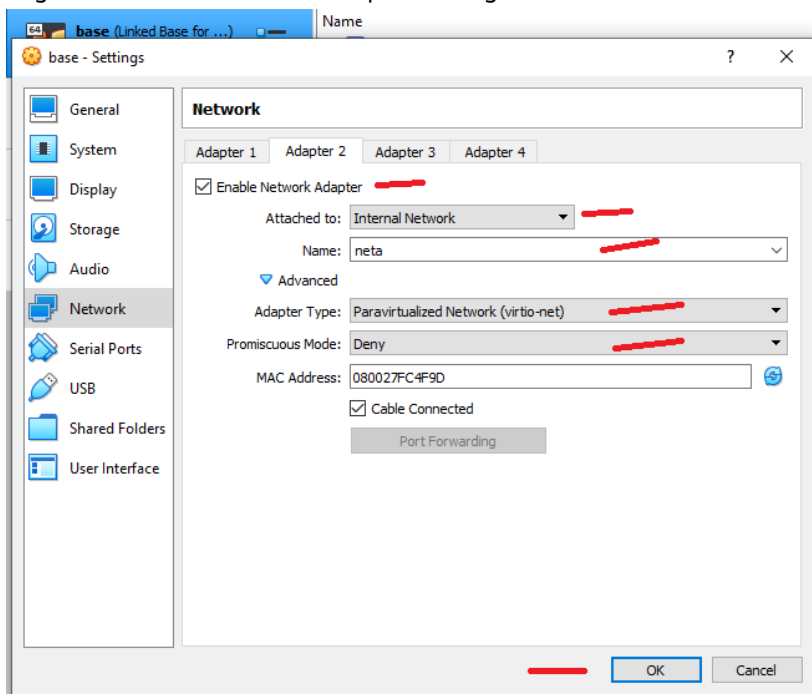 64 base (Linked Base for ...) Name
base - Settings ? ×
General
System
Display
Storage
Audio
Network
Serial Ports
USB
Shared Folders
User Interface
Network
Adapter 1 Adapter 2 Adapter 3 Adapter 4
Enable Network Adapter
Attached to: Internal Network
Name: neta
Advanced
Adapter Type: Paravirtualized Network (virtio-net)
Promiscuous Mode: Deny
MAC Address: 080027FC4F9D
Cable Connected
Port Forwarding
OK Cancel